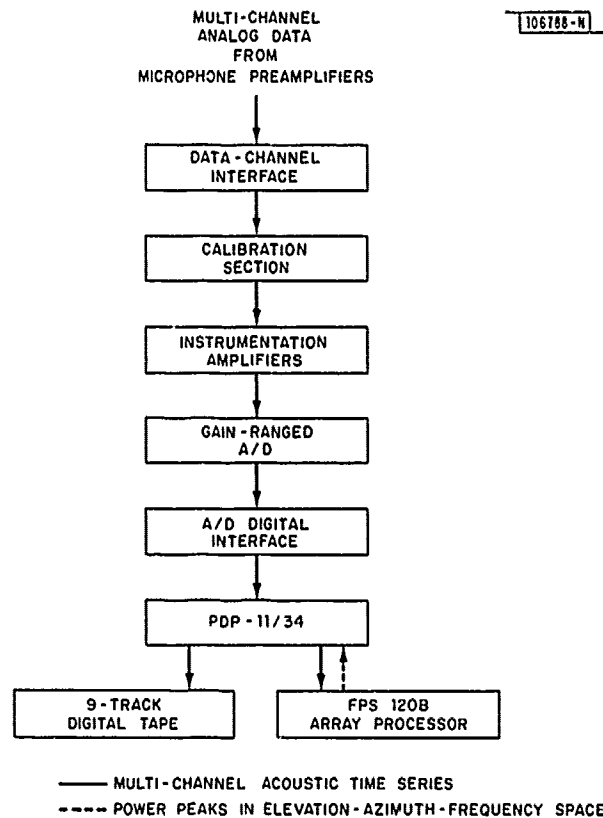 MULTI-CHANNEL
ANALOG DATA
FROM
MICROPHONE PREAMPLIFIERS
106788-N
DATA-CHANNEL
INTERFACE
CALIBRATION
SECTION
INSTRUMENTATION
AMPLIFIERS
GAIN-RANGED
A/D
A/D DIGITAL
INTERFACE
PDP-11/34
9-TRACK
DIGITAL TAPE
FPS 120B
ARRAY PROCESSOR
MULTI-CHANNEL ACOUSTIC TIME SERIES
POWER PEAKS IN ELEVATION-AZIMUTH-FREQUENCY SPACE